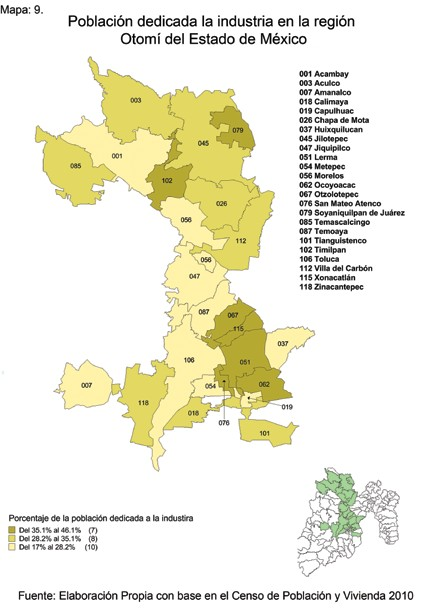 Mapa: 9.
Población dedicada la industria en la región
Otomí del Estado de México
001 Acambay
003 Aculco
007 Amanalco
018 Calimaya
019 Capulhuac
026 Chapa de Mota
037 Huixquilucan
045 Jilotepec
047 Jiquipilco
051 Lerma
054 Metepec
056 Morelos
062 Ocoyoacac
067 Otzolotepec
076 San Mateo Atenco
079 Soyaniquilpan de Juárez
085 Temascalcingo
087 Temoaya
101 Tianguistenco
102 Timilpan
106 Toluca
112 Villa del Carbón
115 Xonacatlán
118 Zinacantepec
003
045
079
001
085
102
026
056
112
056
047
087
067
115
037
051
106
007
054
062
118
018
019
076
101
Porcentaje de la población dedicada a la institira
Del 35.1% al 46.1% (7)
Del 28.2% al 35.1% (8)
Del 17% al 28.2% (10)
Fuente: Elaboración Propia con base en el Censo de Población y Vivienda 2010